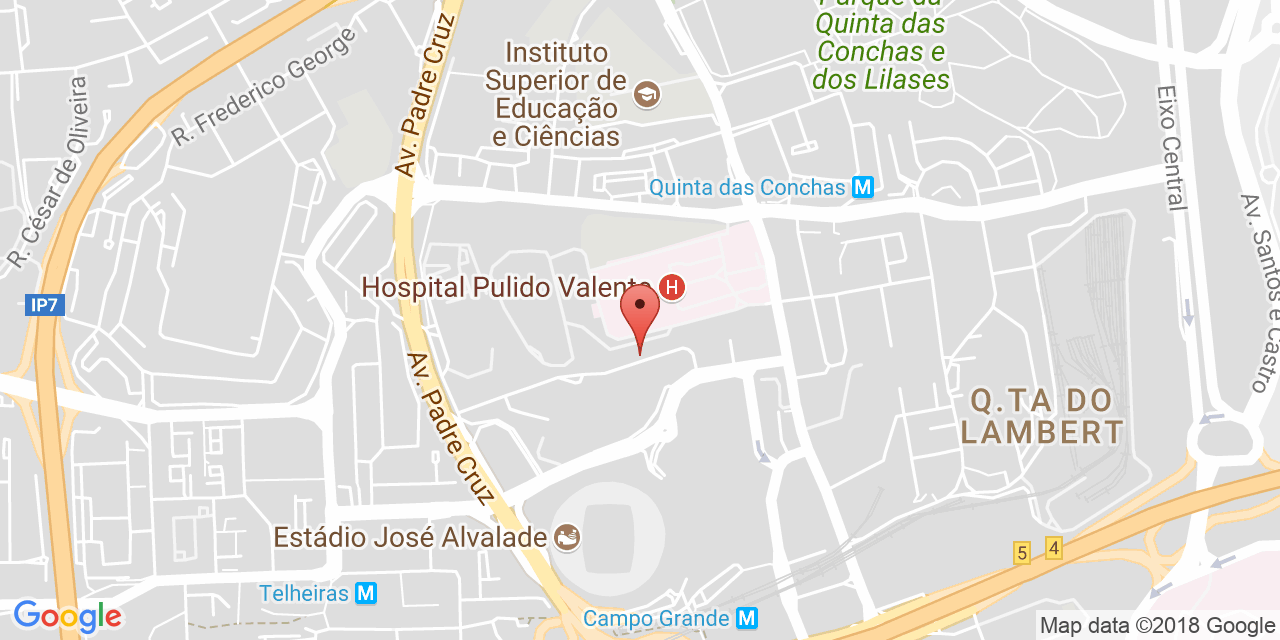 Parque da
Quinta das
Conchas e
dos Lilases
Instituto
Superior de
Educação
e Ciências
R. Frederico George
Av. Padre Cruz
R. César de Oliveira
Eixo Central
Quinta das Conchas M
Av. Santos e Castro
Hospital Pulido Valente H
IP7
Av. Padre Cruz
Q.TA DO
LAMBERT
Estádio José Alvalade
5
4
Telheiras M
Campo Grande M
Google
Map data ©2018 Google